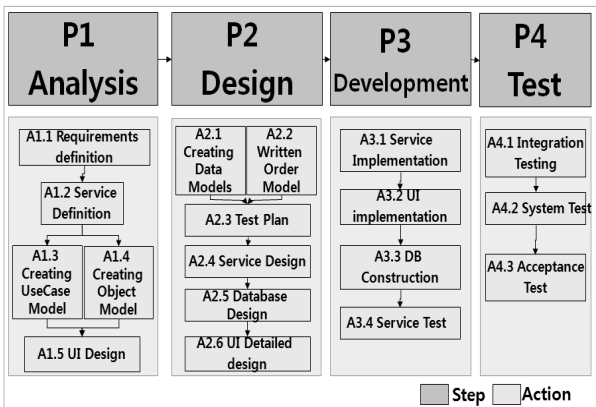 P1
Analysis
P2
Design
P3
Development
P4
Test
A1.1 Requirements
definition
A1.2 Service
Definition
A1.3
Creating
UseCase
Model
A1.4
Creating
Object
Model
A1.5 UI Design
A2.1
Creating
Data
Models
A2.2
Written
Order
Model
A2.3 Test Plan
A2.4 Service Design
A2.5 Database
Design
A2.6 UI Detailed
design
A3.1 Service
Implementation
A3.2 UI
implementation
A3.3 DB
Construction
A3.4 Service Test
A4.1 Integration
Testing
A4.2 System Test
A4.3 Acceptance
Test
Step
Action